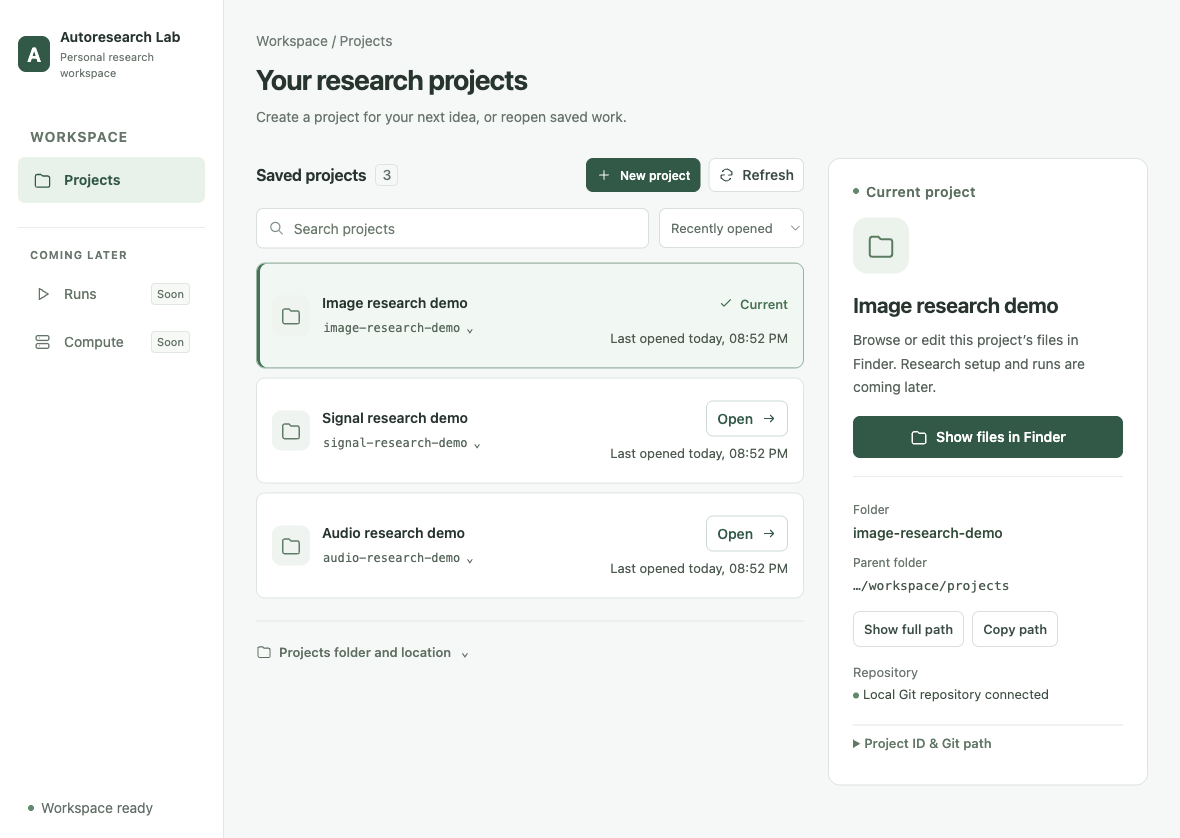 A
Autoresearch Lab
Personal research
workspace
WORKSPACE
Projects
COMING LATER
Runs
Soon
Compute
Soon
Workspace ready
Workspace / Projects
Your research projects
Create a project for your next idea, or reopen saved work.
Saved projects 3
New project
Refresh
Search projects
Recently opened
Image research demo
image-research-demo
Current
Last opened today, 08:52 PM
Signal research demo
signal-research-demo
Open
Last opened today, 08:52 PM
Audio research demo
audio-research-demo
Open
Last opened today, 08:52 PM
Projects folder and location
Current project
Image research demo
Browse or edit this project's files in
Finder. Research setup and runs are
coming later.
Show files in Finder
Folder
image-research-demo
Parent folder
…/workspace/projects
Show full path
Copy path
Repository
Local Git repository connected
Project ID & Git path